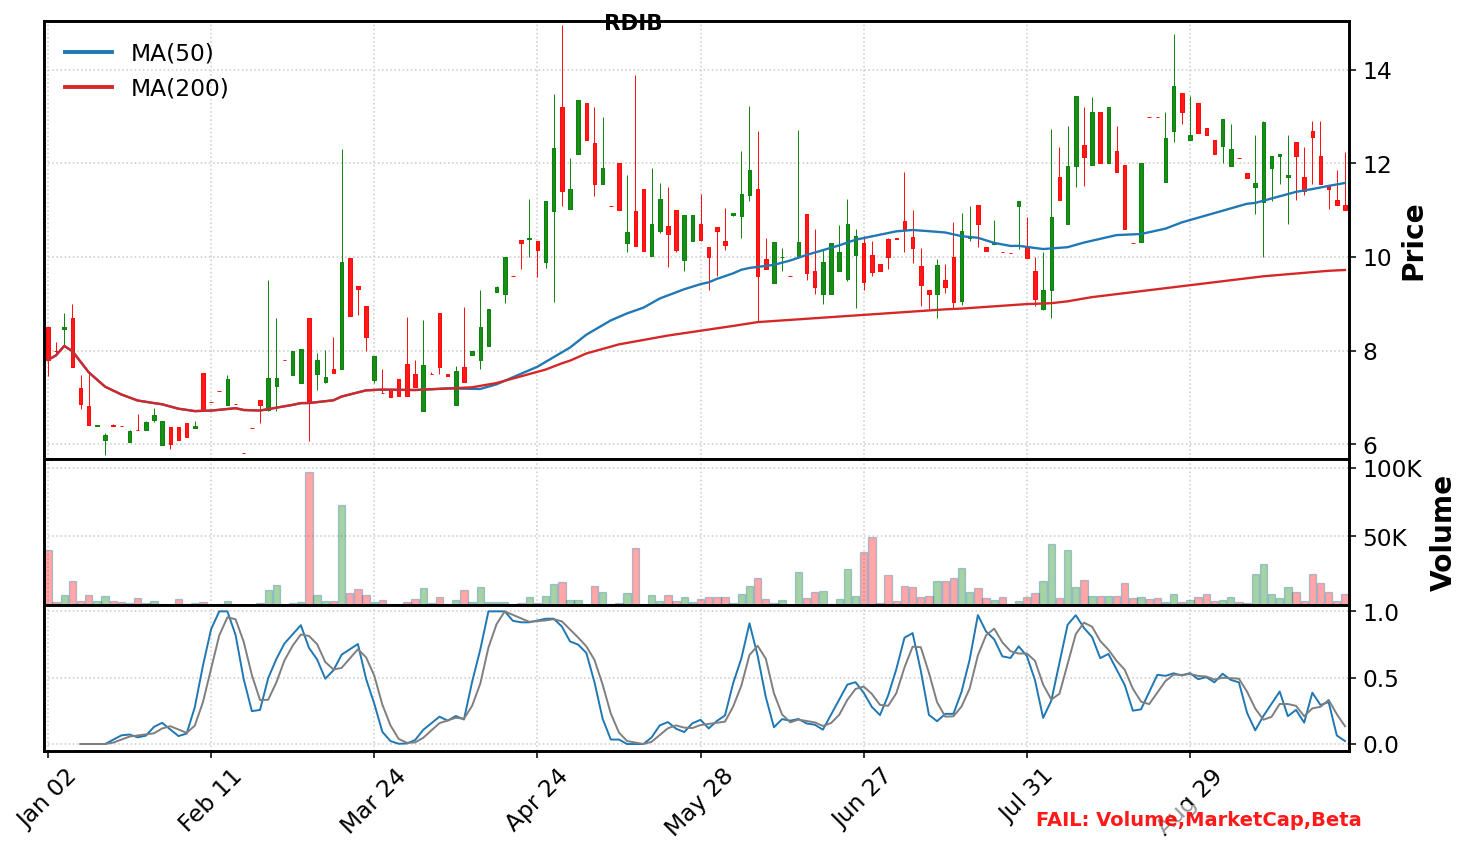 RDIB
MA(50)
MA(200)
14
12
10
8
6
Price
100K
50K
Volume
1.0
0.5
0.0
Jan 02
Feb 11
Mar 24
Apr 24
May 28
Jun 27
Jul 31
Aug 29
FAIL: Volume,MarketCap,Beta